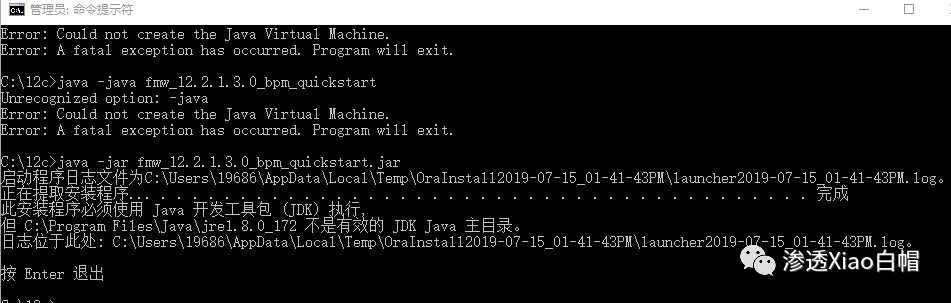 管理员: 命令提示符
Error: Could not create the Java Virtual Machine.
Error: A fatal exception has occurred. Program will exit.
C:\12c>java -java fmw_12.2.1.3.0_bpm_quickstart
Unrecognized option: -java
Error: Could not create the Java Virtual Machine.
Error: A fatal exception has occurred. Program will exit.
C:\12c>java -jar fmw_12.2.1.3.0_bpm_quickstart.jar
启动程序日志文件为C:\Users\19686\AppData\Local\Temp\OraInstall2019-07-15_01-41-43PM\launcher2019-07-15_01-41-43PM.log。
正在提取安装程序. . . . . . . . . . . . . . . . . . . . . . . . . . . . . . . . . . . . . . . . . . . . 完成
此安装程序必须使用 Java 开发工具包 (JDK) 执行,
但 C:\Program Files\Java\jre1.8.0_172 不是有效的 JDK Java 主目录。
日志位于此处: C:\Users\19686\AppData\Local\Temp\OraInstall2019-07-15_01-41-43PM\launcher2019-07-15_01-41-43PM.log。
按 Enter 退出
C:\12c>
渗透Xiao白帽